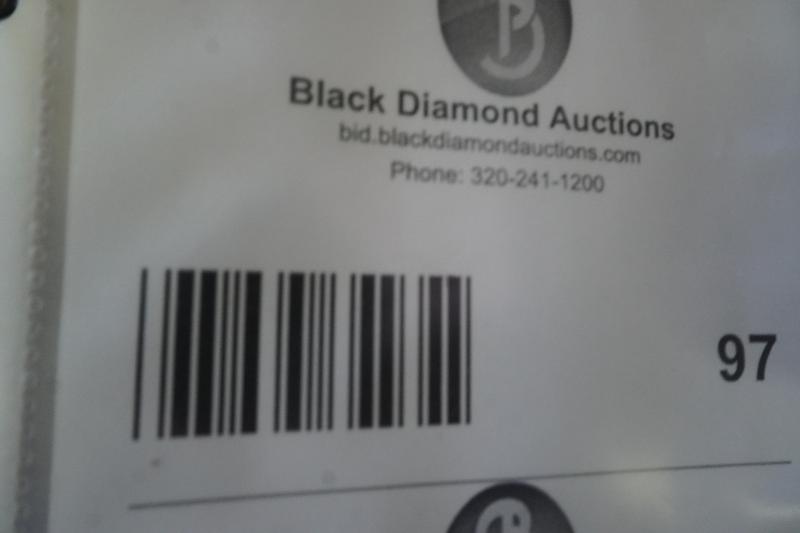 Black Diamond Auctions
bid.blackdiamondauctions.com
Phone: 320-241-1200
97